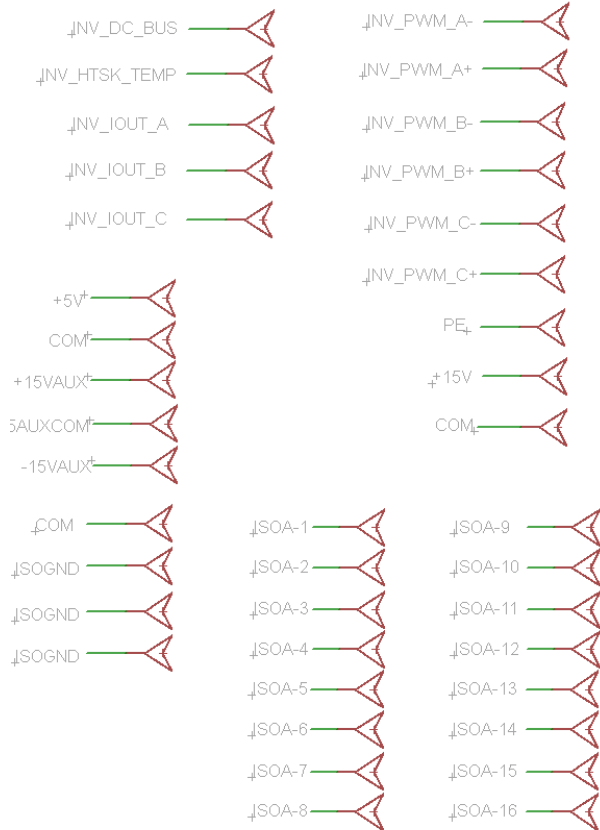 INV_DC_BUS
INV_HTSK_TEMP
INV_IOUT_A
INV_IOUT_B
INV_IOUT_C
INV_PWM_A-
INV_PWM_A+
INV_PWM_B-
INV_PWM_B+
INV_PWM_C-
INV_PWM_C+
PE
+15V
COM
+5V
COM
+15VAUX
5AUXCOM
-15VAUX
COM
ISOGND
ISOGND
ISOGND
ISOA-1
ISOA-2
ISOA-3
ISOA-4
ISOA-5
ISOA-6
ISOA-7
ISOA-8
ISOA-9
ISOA-10
ISOA-11
ISOA-12
ISOA-13
ISOA-14
ISOA-15
ISOA-16